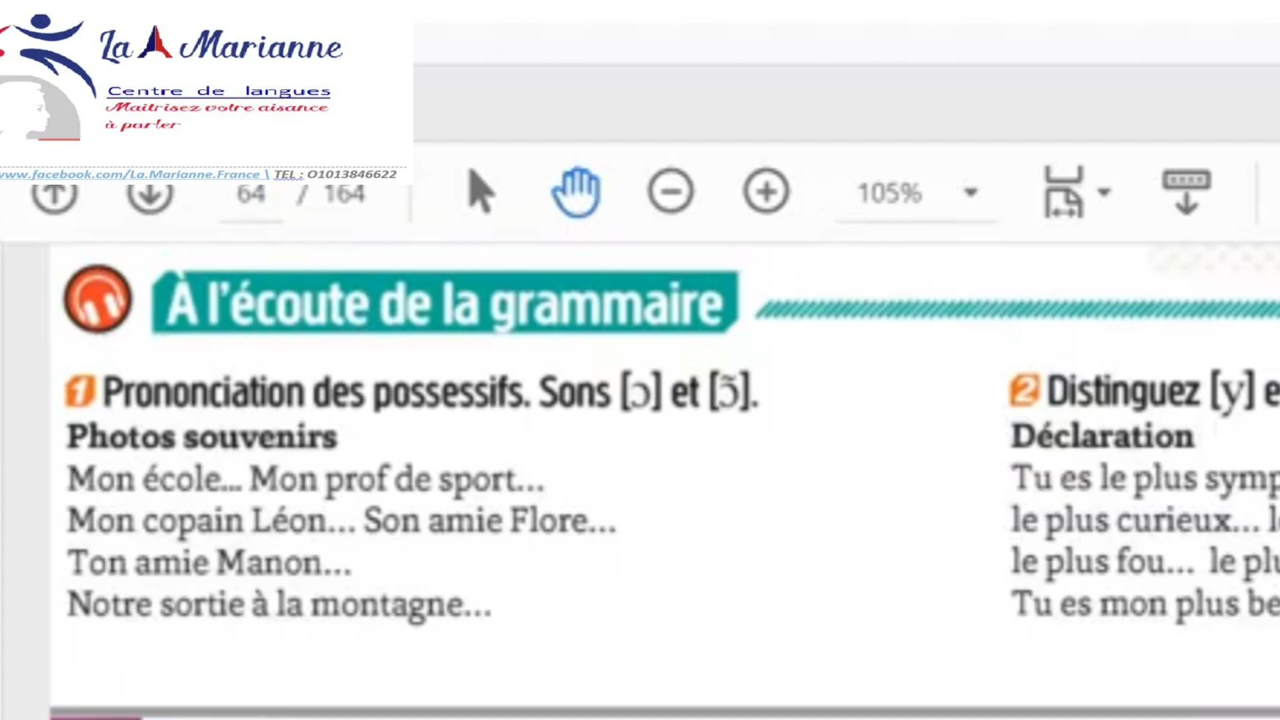 La Marianne
Centre de langues
Maîtrisez votre aisance
à parler
www.facebook.com/La.Marianne.France \ TEL : 01013846622
64 / 164
105%
À l'écoute de la grammaire
1 Prononciation des possessifs. Sons [ɔ] et [ɔ̃].
Photos souvenirs
Mon école... Mon prof de sport...
Mon copain Léon... Son amie Flore...
Ton amie Manon...
Notre sortie à la montagne...
2 Distinguez [y] e
Déclaration
Tu es le plus symp
le plus curieux... l
le plus fou... le plu
Tu es mon plus be